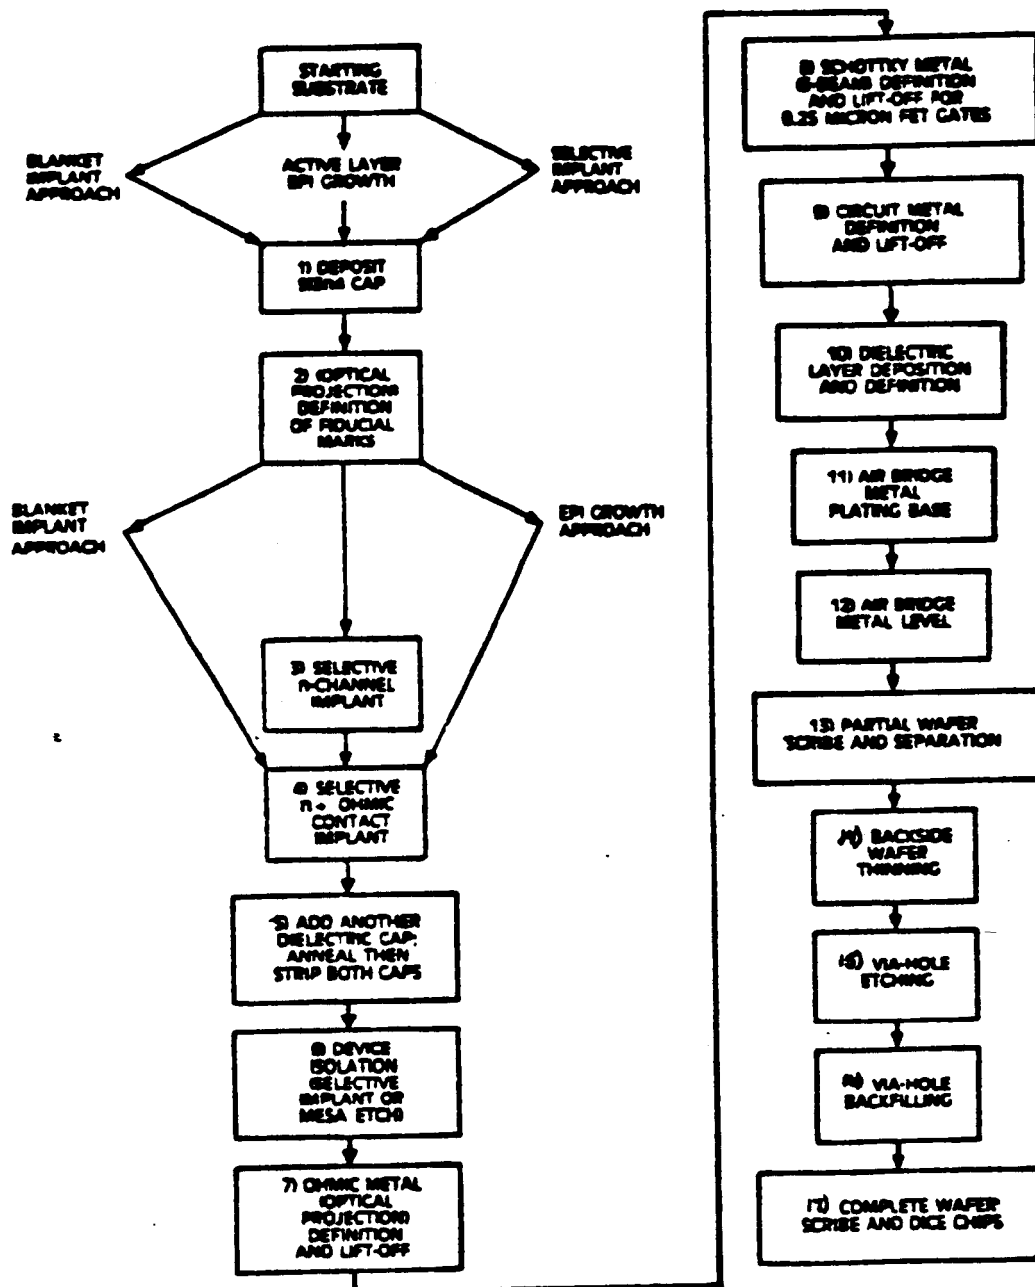 STARTING
SUBSTRATE
BLANKET
IMPLANT
APPROACH
ACTIVE LAYER
EPI GROWTH
SELECTIVE
IMPLANT
APPROACH
1) DEPOSIT
CAP
2) (OPTICAL
PROJECTION)
DEFINITION
OF FIDUCIAL
MARKS
BLANKET
IMPLANT
APPROACH
EPI GROWTH
APPROACH
3) SELECTIVE
n-CHANNEL
IMPLANT
4) SELECTIVE
n + OHMIC
CONTACT
IMPLANT
5) ADD ANOTHER
DIELECTRIC CAP;
ANNEAL THEN
STRIP BOTH CAPS
6) DEVICE
ISOLATION
(SELECTIVE
IMPLANT OR
MESA ETCH)
7) OHMIC METAL
(OPTICAL
PROJECTION)
DEFINITION
AND LIFT-OFF
8) SCHOTTKY METAL
(E-BEAM) DEFINITION
AND LIFT-OFF FOR
0.25 MICRON FET GATES
9) CIRCUIT METAL
DEFINITION
AND LIFT-OFF
10) DIELECTRIC
LAYER DEPOSITION
AND DEFINITION
11) AIR BRIDGE
METAL
PLATING BASE
12) AIR BRIDGE
METAL LEVEL
13) PARTIAL WAFER
SCRIBE AND SEPARATION
14) BACKSIDE
WAFER
THINNING
15) VIA-HOLE
ETCHING
16) VIA-HOLE
BACKFILLING
17) COMPLETE WAFER
SCRIBE AND DICE CHIPS